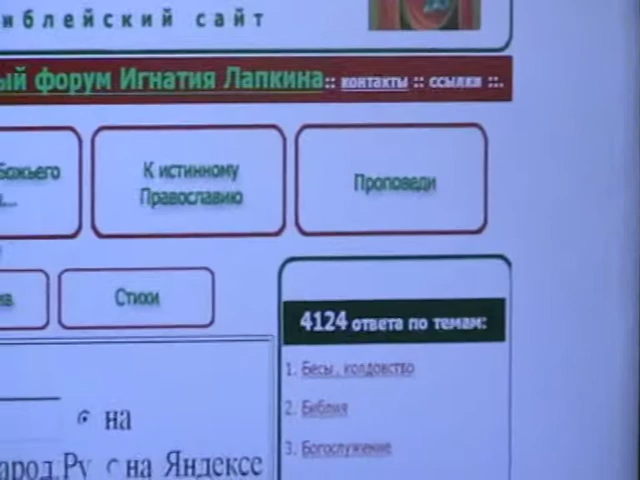 иблейский сайт
ый форум Игнатия Лапкина:: контакты :: ссылки ::.
Божьего
...
К истинному
Православию
Проповеди
Стихи
4124 ответа по темам:
1. Бесы, колдовство
2. Библия
3. Богослужение
на
арод.Ру
на Яндексе